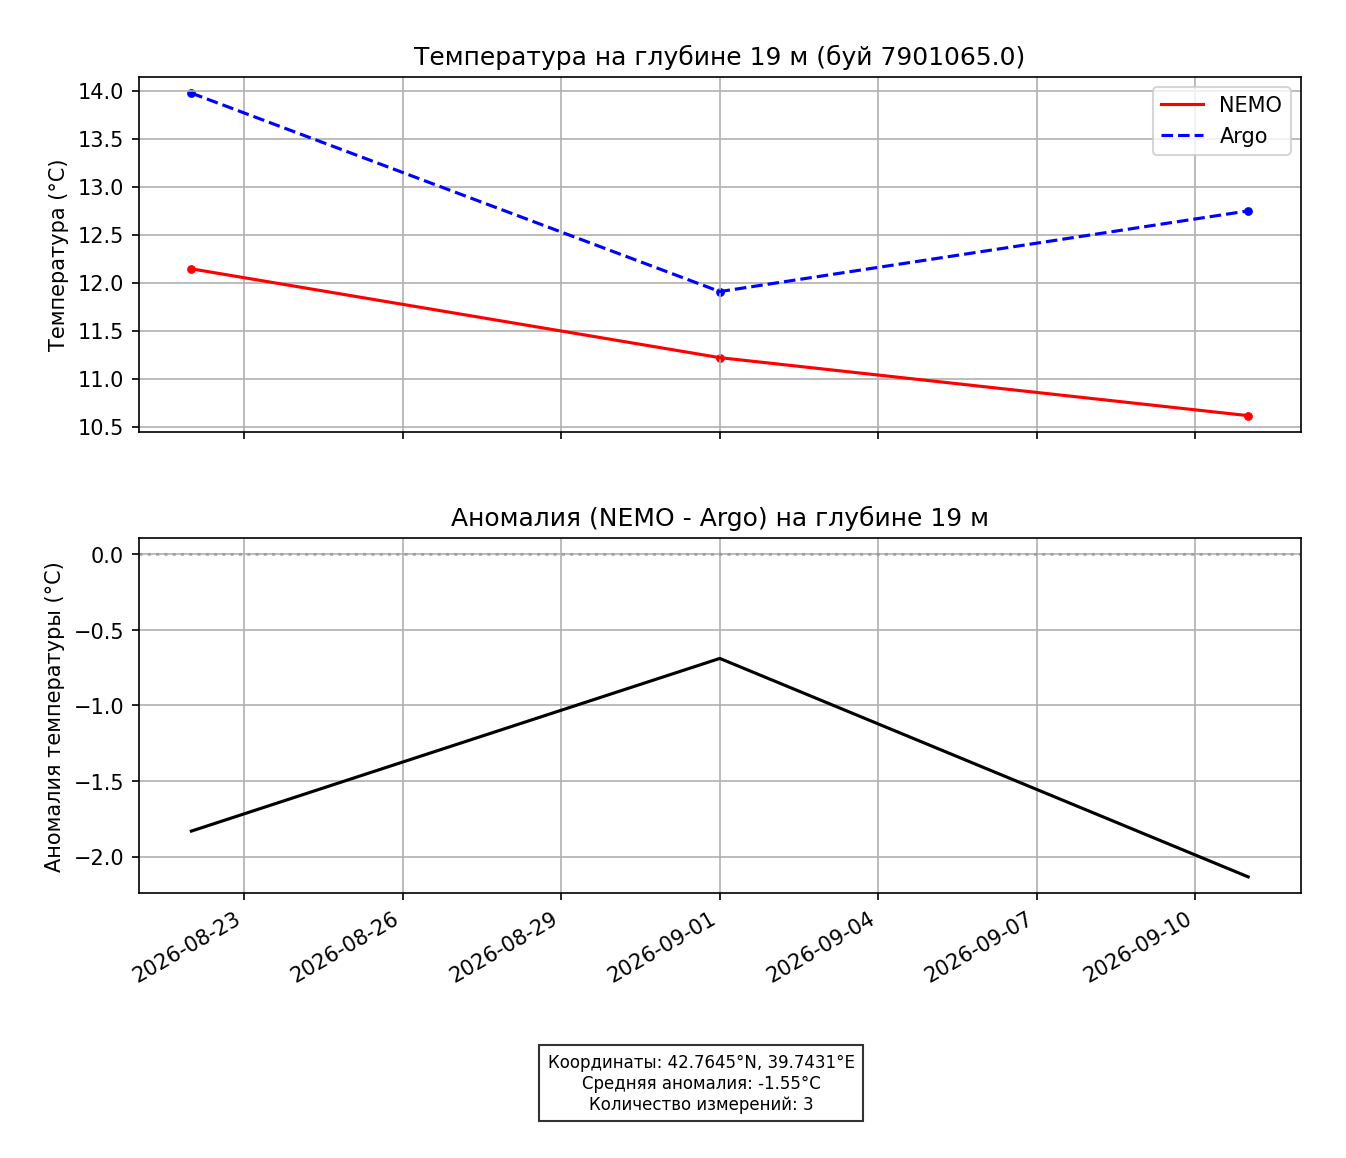 Температура на глубине 19 м (буй 7901065.0)
Температура (°C)
14.0
13.5
13.0
12.5
12.0
11.5
11.0
10.5
NEMO
Argo
Аномалия (NEMO - Argo) на глубине 19 м
Аномалия температуры (°C)
0.0
−0.5
−1.0
−1.5
−2.0
2026-08-23
2026-08-26
2026-08-29
2026-09-01
2026-09-04
2026-09-07
2026-09-10
Координаты: 42.7645°N, 39.7431°E
Средняя аномалия: -1.55°C
Количество измерений: 3